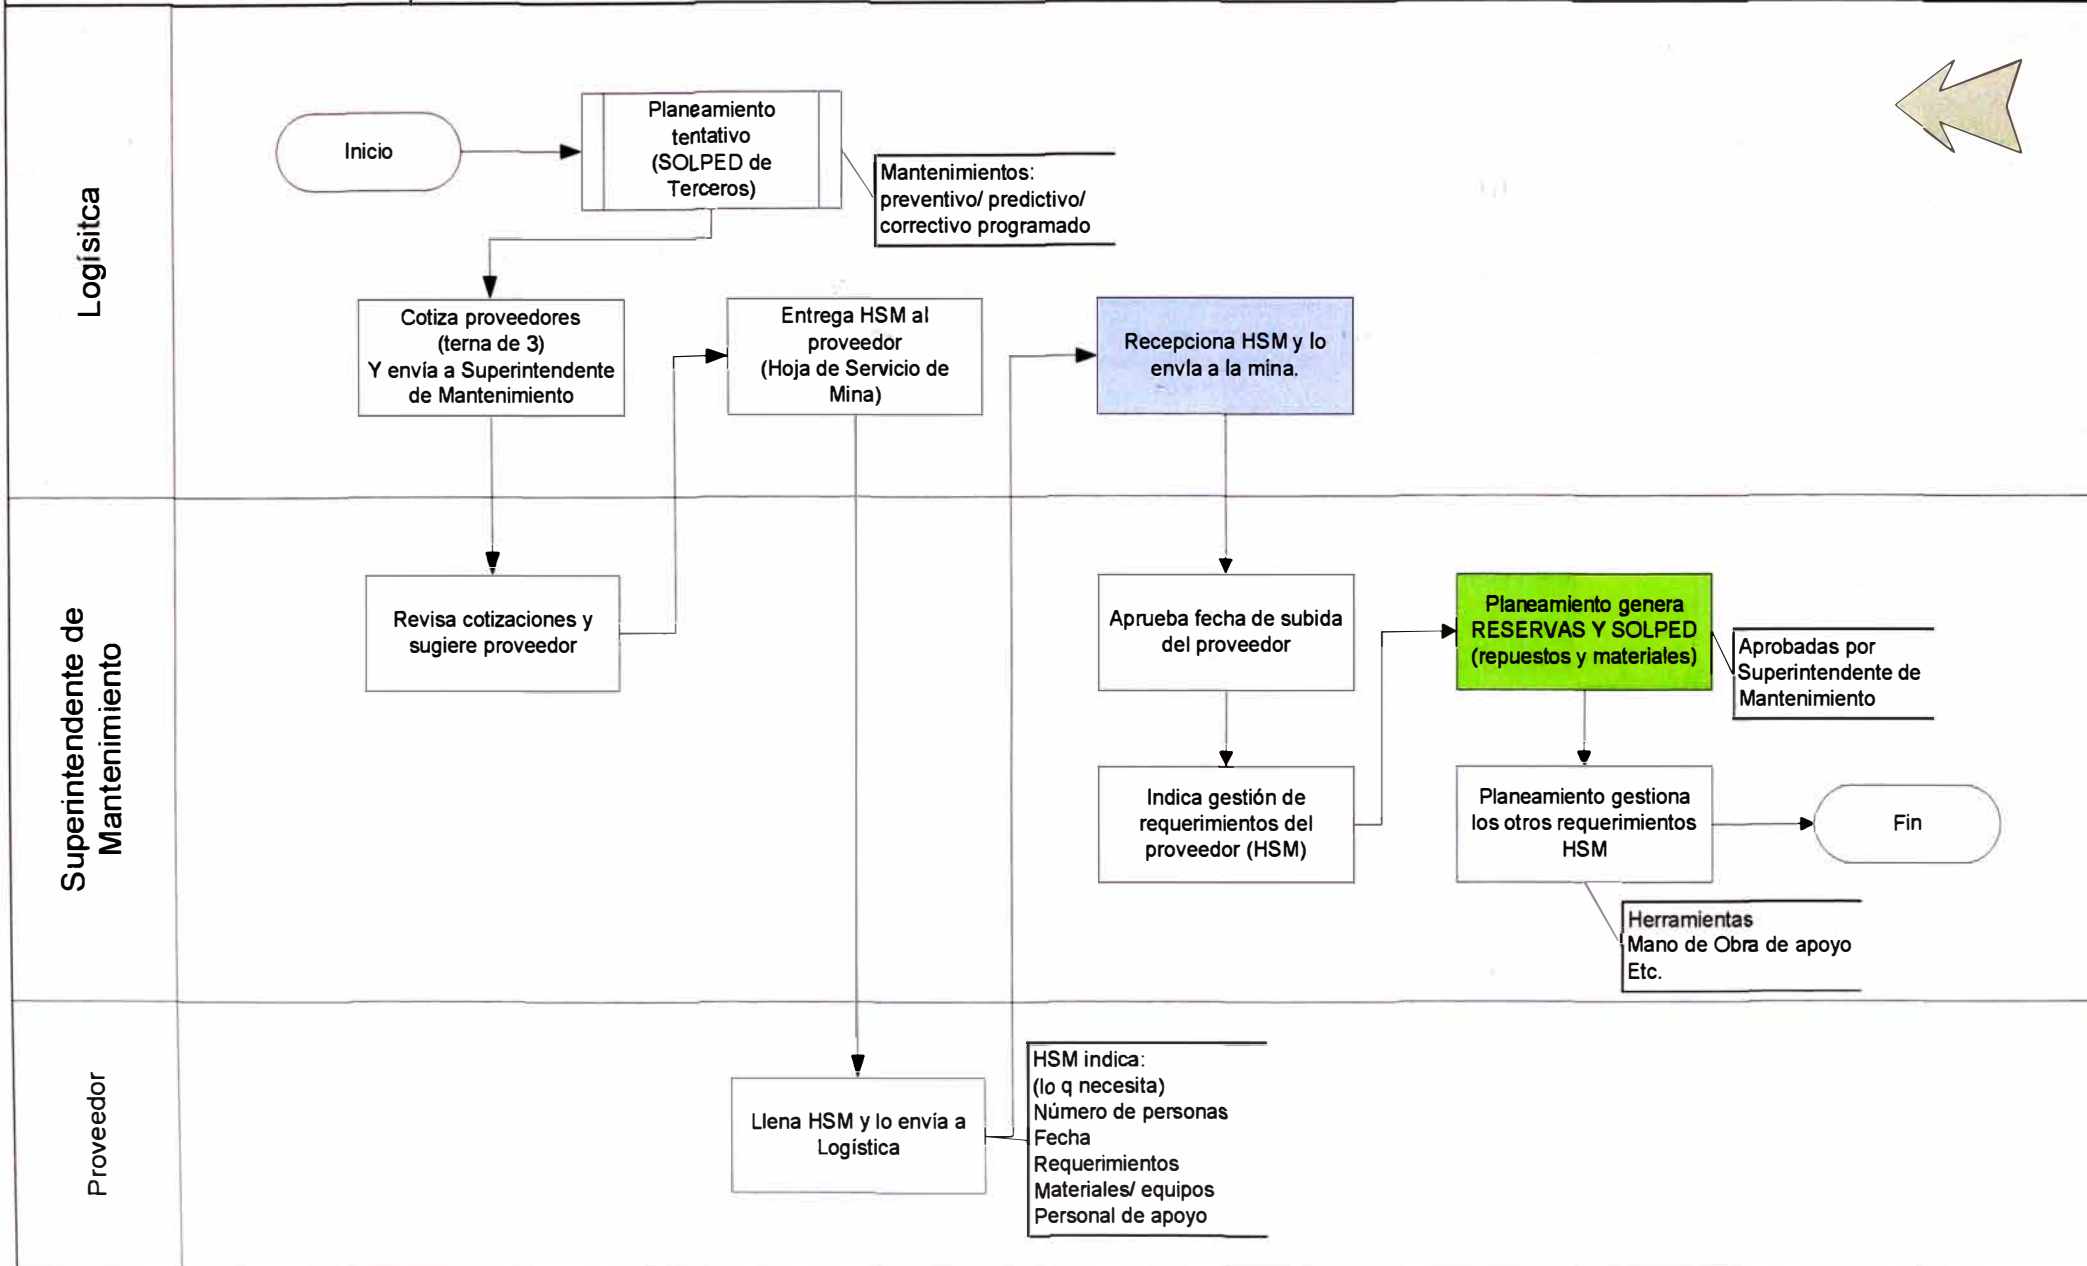 Logísitca
Inicio
Planeamiento
tentativo
(SOLPED de
Terceros)
Mantenimientos:
preventivo/ predictivo/
correctivo programado
Cotiza proveedores
(terna de 3)
Y envía a Superintendente
de Mantenimiento
Entrega HSM al
proveedor
(Hoja de Servicio de
Mina)
Recepciona HSM y lo
envía a la mina.
Superintendente de
Mantenimiento
Revisa cotizaciones y
sugiere proveedor
Aprueba fecha de subida
del proveedor
Planeamiento genera
RESERVAS Y SOLPED
(repuestos y materiales)
Aprobadas por
Superintendente de
Mantenimiento
Indica gestión de
requerimientos del
proveedor (HSM)
Planeamiento gestiona
los otros requerimientos
HSM
Fin
Herramientas
Mano de Obra de apoyo
Etc.
Proveedor
Llena HSM y lo envía a
Logística
HSM indica:
(lo q necesita)
Número de personas
Fecha
Requerimientos
Materiales/ equipos
Personal de apoyo